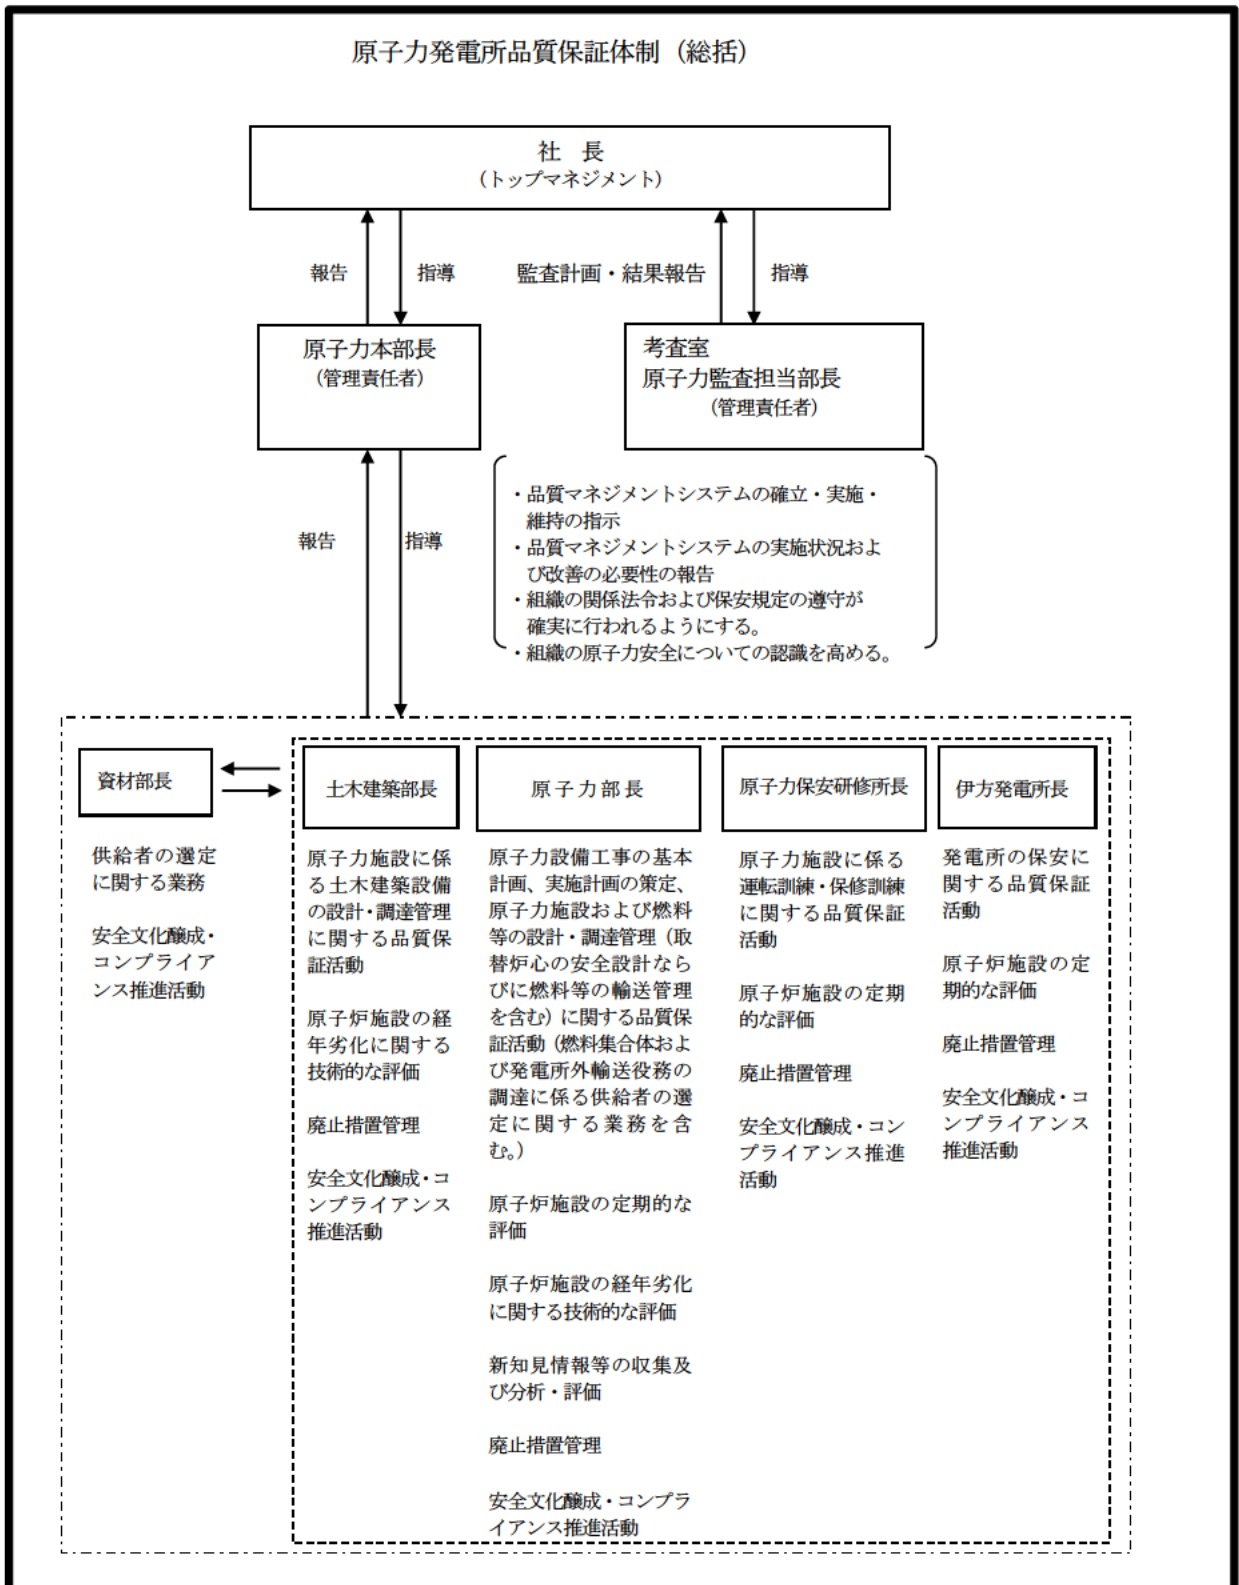 原子力発電所品質保証体制（総括）
社　長
（トップマネジメント）
報告
指導
監査計画・結果報告
指導
原子力本部長
（管理責任者）
考査室
原子力監査担当部長
（管理責任者）
・品質マネジメントシステムの確立・実施・
維持の指示
・品質マネジメントシステムの実施状況およ
び改善の必要性の報告
・組織の関係法令および保安規定の遵守が
確実に行われるようにする。
・組織の原子力安全についての認識を高める。
報告
指導
資材部長
供給者の選定
に関する業務
安全文化醸成・
コンプライア
ンス推進活動
土木建築部長
原子力施設に係
る土木建築設備
の設計・調達管理
に関する品質保
証活動
原子炉施設の経
年劣化に関する
技術的な評価
廃止措置管理
安全文化醸成・コ
ンプライアンス
推進活動
原子力部長
原子力設備工事の基本
計画、実施計画の策定、
原子力施設および燃料
等の設計・調達管理（取
替炉心の安全設計なら
びに燃料等の輸送管理
を含む）に関する品質保
証活動（燃料集合体およ
び発電所外輸送役務の
調達に係る供給者の選
定に関する業務を含
む。）
原子炉施設の定期的な
評価
原子炉施設の経年劣化
に関する技術的な評価
新知見情報等の収集及
び分析・評価
廃止措置管理
安全文化醸成・コンプラ
イアンス推進活動
原子力保安研修所長
原子力施設に係る
運転訓練・保修訓練
に関する品質保証
活動
原子炉施設の定期
的な評価
廃止措置管理
安全文化醸成・コン
プライアンス推進
活動
伊方発電所長
発電所の保安に
関する品質保証
活動
原子炉施設の定
期的な評価
廃止措置管理
安全文化醸成・コ
ンプライアンス
推進活動